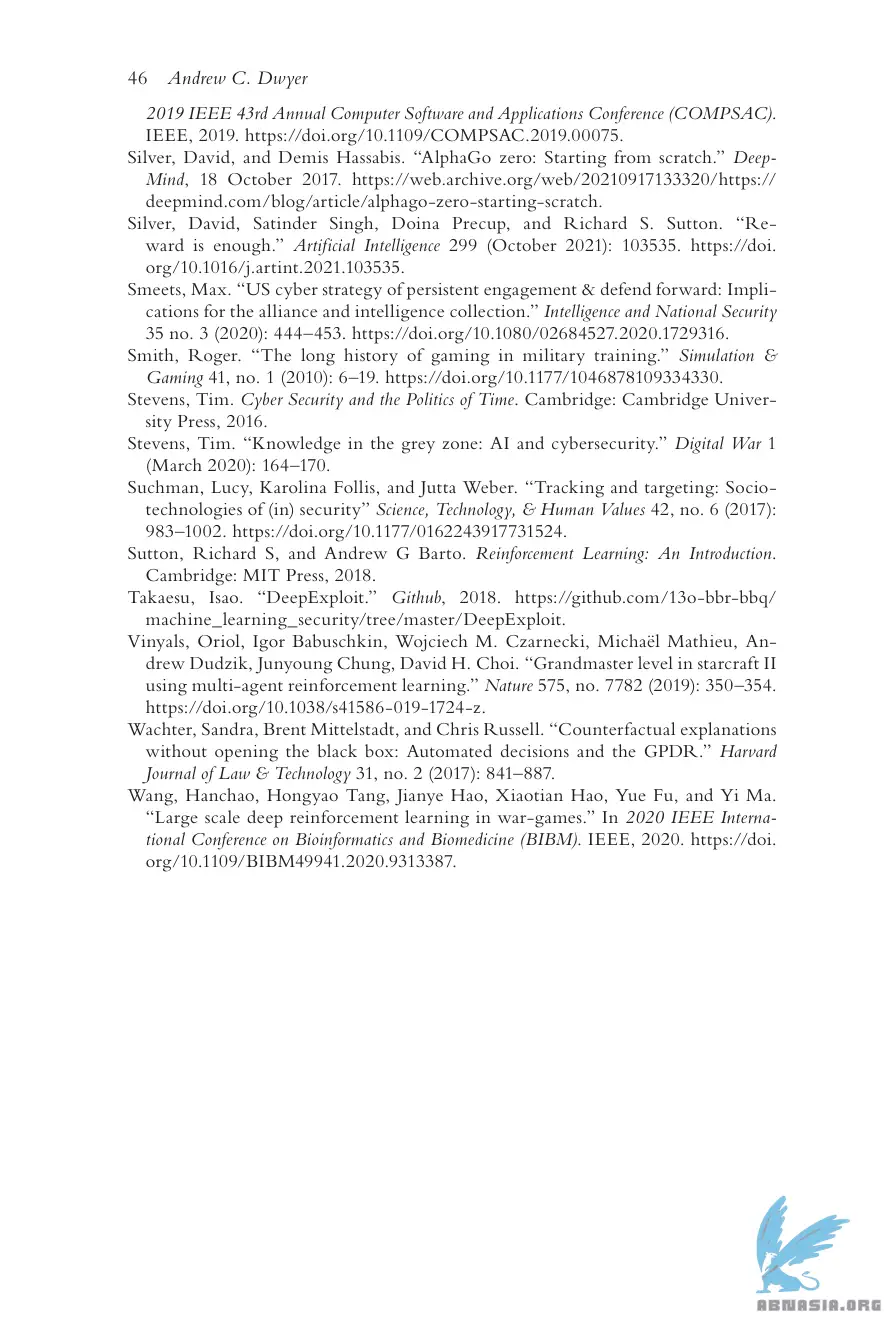 46 Andrew C. Dwyer
2019 IEEE 43rd Annual Computer Software and Applications Conference (COMPSAC).
IEEE, 2019. https://doi.org/10.1109/COMPSAC.2019.00075.
Silver, David, and Demis Hassabis. “AlphaGo zero: Starting from scratch.” Deep-
Mind, 18 October 2017. https://web.archive.org/web/20210917133320/https://
deepmind.com/blog/article/alphago-zero-starting-scratch.
Silver, David, Satinder Singh, Doina Precup, and Richard S. Sutton. “Re-
ward is enough.” Artificial Intelligence 299 (October 2021): 103535. https://doi.
org/10.1016/j.artint.2021.103535.
Smeets, Max. “US cyber strategy of persistent engagement & defend forward: Impli-
cations for the alliance and intelligence collection.” Intelligence and National Security
35 no. 3 (2020): 444–453. https://doi.org/10.1080/02684527.2020.1729316.
Smith, Roger. “The long history of gaming in military training.” Simulation &
Gaming 41, no. 1 (2010): 6–19. https://doi.org/10.1177/1046878109334330.
Stevens, Tim. Cyber Security and the Politics of Time. Cambridge: Cambridge Univer-
sity Press, 2016.
Stevens, Tim. “Knowledge in the grey zone: AI and cybersecurity.” Digital War 1
(March 2020): 164–170.
Suchman, Lucy, Karolina Follis, and Jutta Weber. “Tracking and targeting: Socio-
technologies of (in) security” Science, Technology, & Human Values 42, no. 6 (2017):
983–1002. https://doi.org/10.1177/0162243917731524.
Sutton, Richard S, and Andrew G Barto. Reinforcement Learning: An Introduction.
Cambridge: MIT Press, 2018.
Takaesu, Isao. “DeepExploit.” Github, 2018. https://github.com/13o-bbr-bbq/
machine_learning_security/tree/master/DeepExploit.
Vinyals, Oriol, Igor Babuschkin, Wojciech M. Czarnecki, Michaël Mathieu, An-
drew Dudzik, Junyoung Chung, David H. Choi. “Grandmaster level in starcraft II
using multi-agent reinforcement learning.” Nature 575, no. 7782 (2019): 350–354.
https://doi.org/10.1038/s41586-019-1724-z.
Wachter, Sandra, Brent Mittelstadt, and Chris Russell. “Counterfactual explanations
without opening the black box: Automated decisions and the GPDR.” Harvard
Journal of Law & Technology 31, no. 2 (2017): 841–887.
Wang, Hanchao, Hongyao Tang, Jianye Hao, Xiaotian Hao, Yue Fu, and Yi Ma.
“Large scale deep reinforcement learning in war-games.” In 2020 IEEE Interna-
tional Conference on Bioinformatics and Biomedicine (BIBM). IEEE, 2020. https://doi.
org/10.1109/BIBM49941.2020.9313387.
ABNASIA.ORG